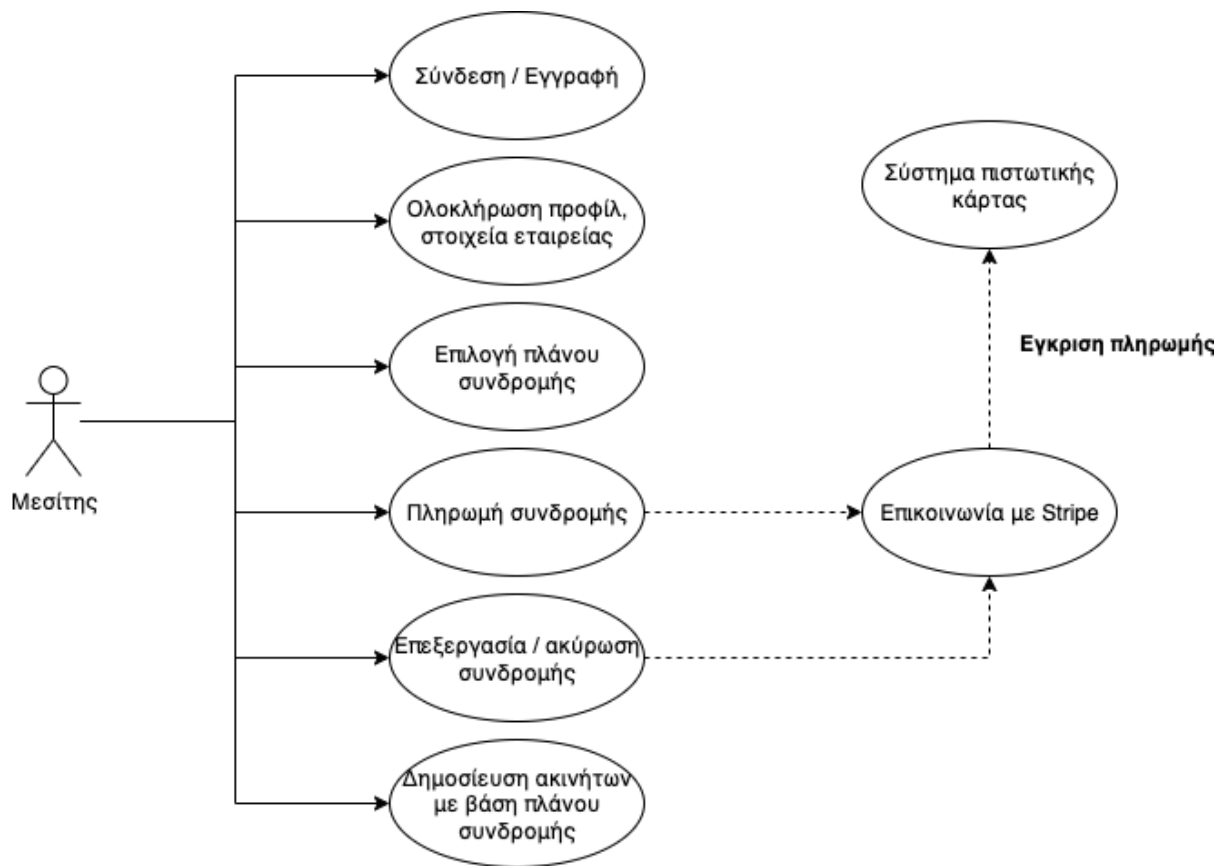 Σύνδεση / Εγγραφή
Σύστημα πιστωτικής
κάρτας
Ολοκλήρωση προφίλ,
στοιχεία εταιρείας
Εγκριση πληρωμής
Επιλογή πλάνου
συνδρομής
Μεσίτης
Πληρωμή συνδρομής
Επικοινωνία με Stripe
Επεξεργασία / ακύρωση
συνδρομής
Δημοσίευση ακινήτων
με βάση πλάνου
συνδρομής